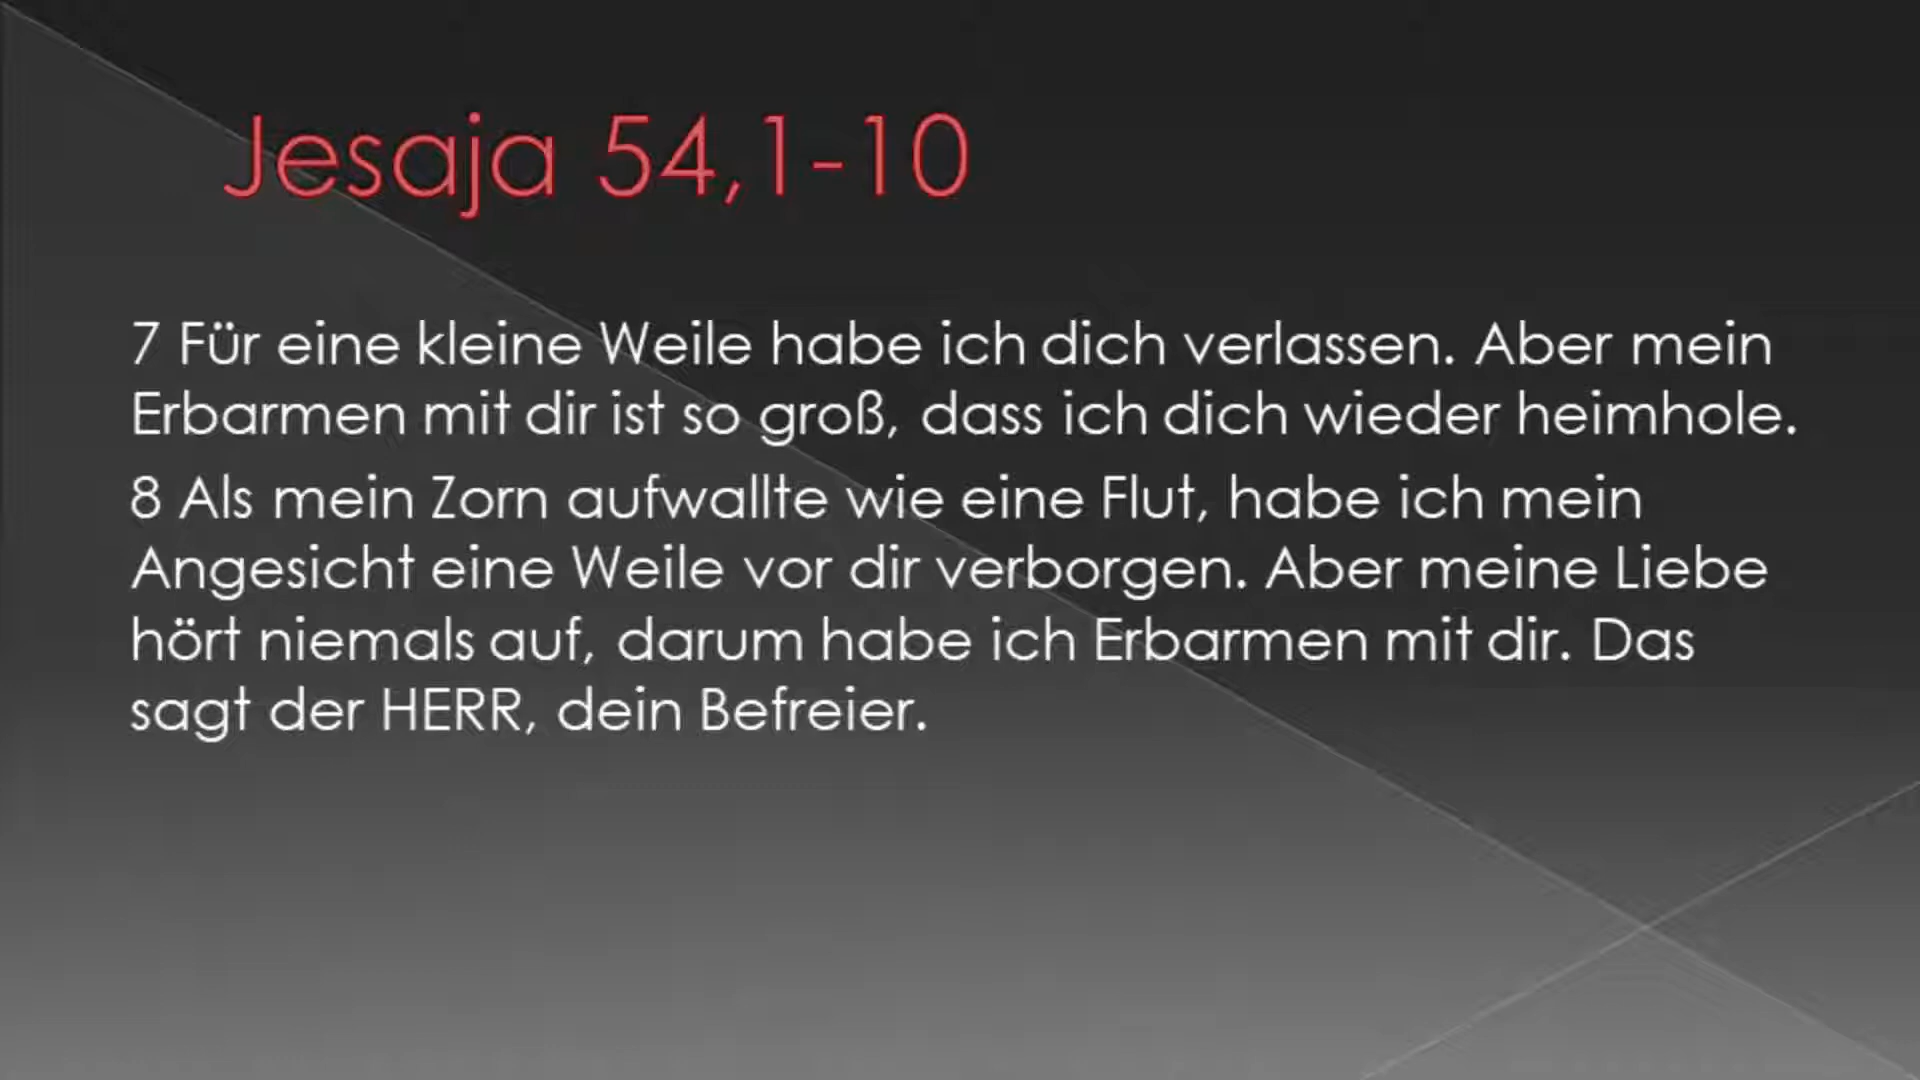 Jesaja 54,1-10
7 Für eine kleine Weile habe ich dich verlassen. Aber mein
Erbarmen mit dir ist so groß, dass ich dich wieder heimhole.
8 Als mein Zorn aufwallte wie eine Flut, habe ich mein
Angesicht eine Weile vor dir verborgen. Aber meine Liebe
hört niemals auf, darum habe ich Erbarmen mit dir. Das
sagt der HERR, dein Befreier.